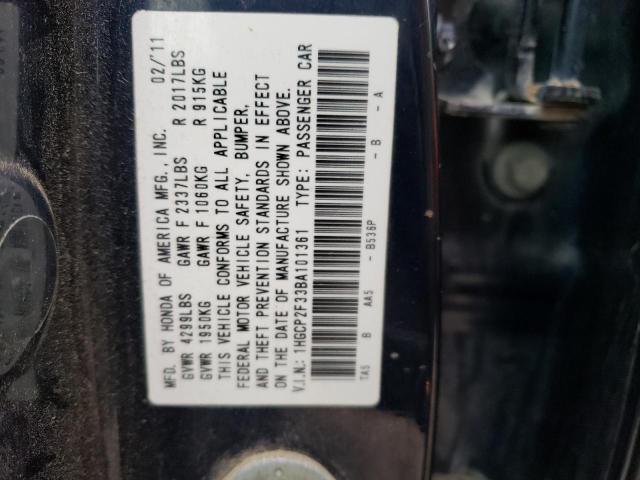 MFD. BY HONDA OF AMERICA MFG., INC. 02/'11
GVWR 4299LBS GAWR F 2337LBS R 2017LBS
GVWR 1950KG GAWR F 1060KG R 915KG
THIS VEHICLE CONFORMS TO ALL APPLICABLE
FEDERAL MOTOR VEHICLE SAFETY, BUMPER,
AND THEFT PREVENTION STANDARDS IN EFFECT
ON THE DATE OF MANUFACTURE SHOWN ABOVE.
V.I.N.: 1HGCP2F33BA101361 TYPE: PASSENGER CAR
TA5 B AA5 - B536P - B - A